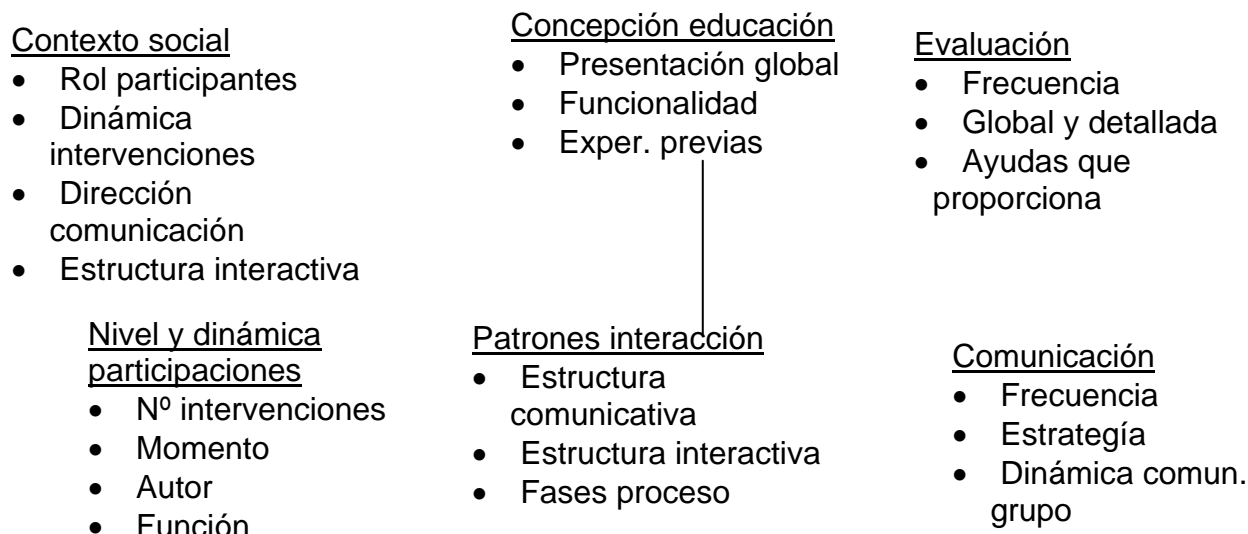 Contexto social
• Rol participantes
• Dinámica
intervenciones
• Dirección
comunicación
• Estructura interactiva
Concepción educación
• Presentación global
• Funcionalidad
• Exper. previas
Evaluación
• Frecuencia
• Global y detallada
• Ayudas que
proporciona
Nivel y dinámica
participaciones
• Nº intervenciones
• Momento
• Autor
• Función
Patrones interacción
• Estructura
comunicativa
• Estructura interactiva
• Fases proceso
Comunicación
• Frecuencia
• Estrategía
• Dinámica comun.
grupo